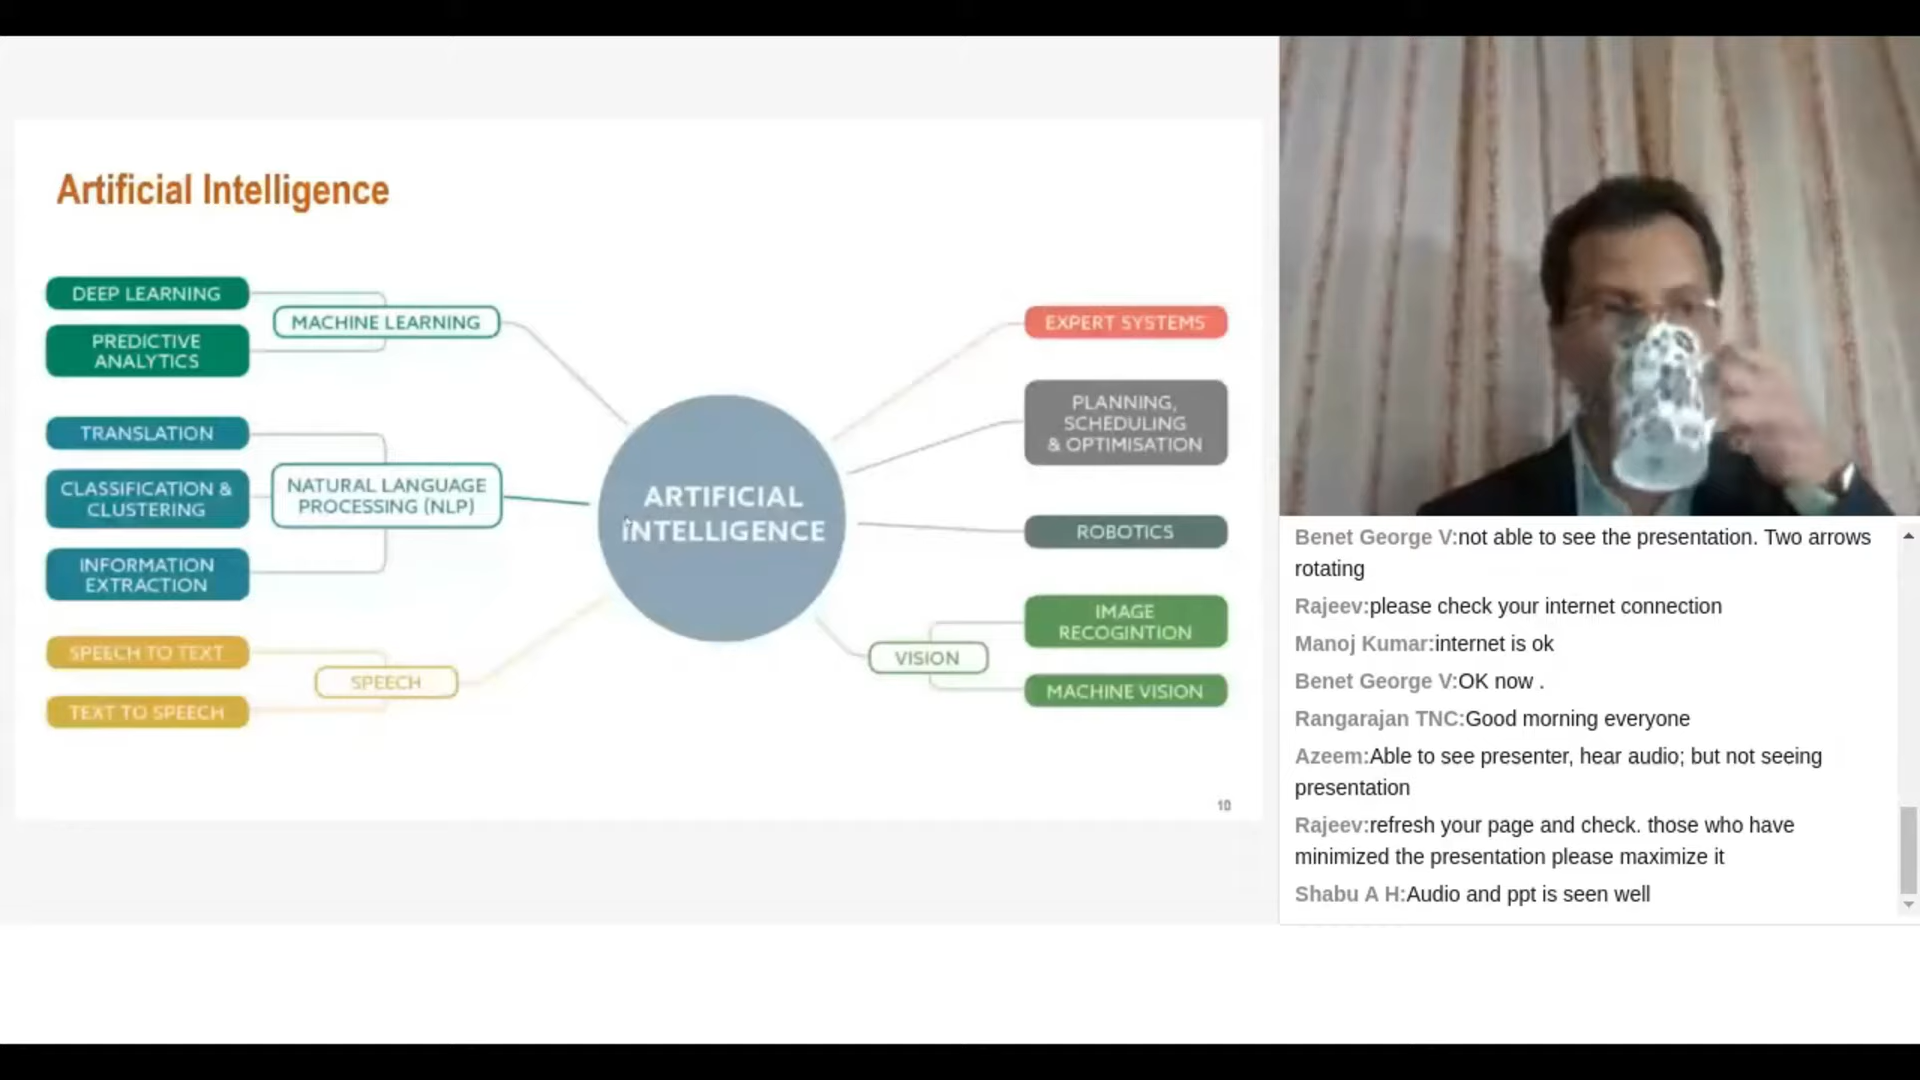 Artificial Intelligence
DEEP LEARNING
PREDICTIVE
ANALYTICS
MACHINE LEARNING
TRANSLATION
CLASSIFICATION &
CLUSTERING
INFORMATION
EXTRACTION
NATURAL LANGUAGE
PROCESSING (NLP)
SPEECH TO TEXT
TEXT TO SPEECH
SPEECH
ARTIFICIAL
INTELLIGENCE
EXPERT SYSTEMS
PLANNING,
SCHEDULING
& OPTIMISATION
ROBOTICS
VISION
IMAGE
RECOGINTION
MACHINE VISION
10
Benet George V:not able to see the presentation. Two arrows
rotating
Rajeev:please check your internet connection
Manoj Kumar:internet is ok
Benet George V:OK now .
Rangarajan TNC:Good morning everyone
Azeem:Able to see presenter, hear audio; but not seeing
presentation
Rajeev:refresh your page and check. those who have
minimized the presentation please maximize it
Shabu A H:Audio and ppt is seen well